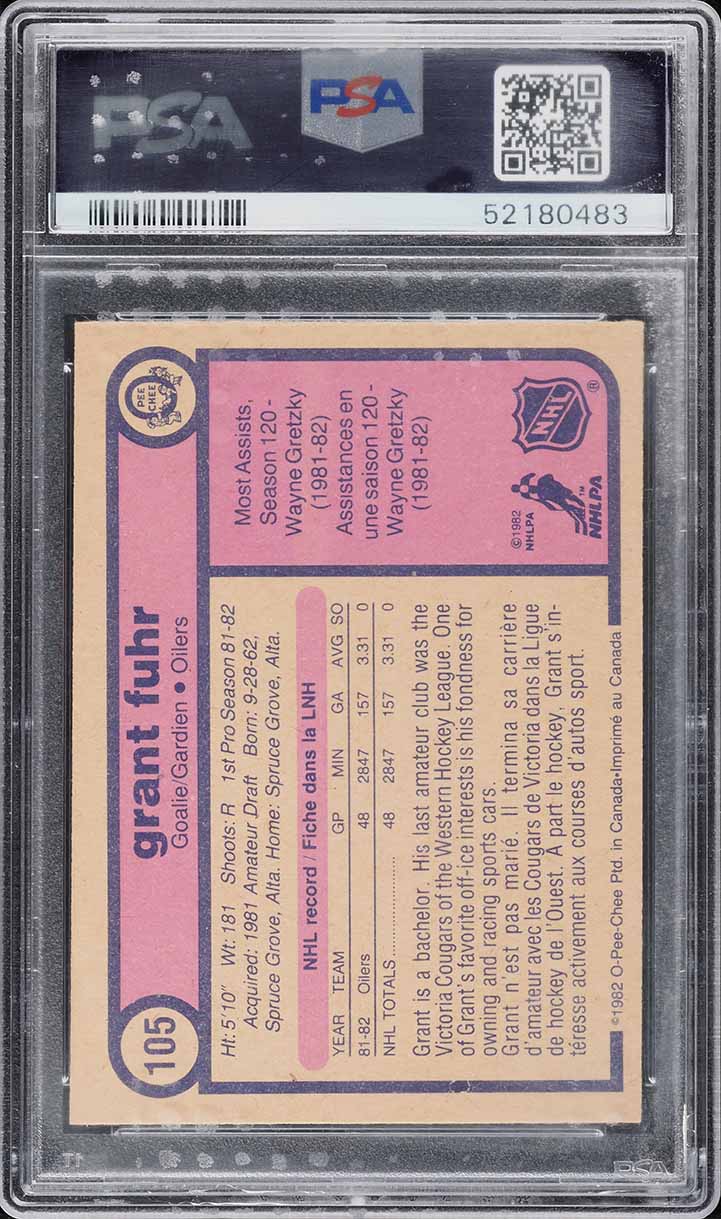 PSA
PSA
52180483
105
grant fuhr
Goalie/Gardien • Oilers
O
PEE
CHEE
Ht: 5'10" Wt: 181 Shoots: R 1st Pro Season 81-82
Acquired: 1981 Amateur Draft Born: 9-28-62,
Spruce Grove, Alta. Home: Spruce Grove, Alta.
NHL record / Fiche dans la LNH
YEAR TEAM GP MIN GA AVG SO
81-82 Oilers 48 2847 157 3.31 0
NHL TOTALS.................... 48 2847 157 3.31 0
Grant is a bachelor. His last amateur club was the
Victoria Cougars of the Western Hockey League. One
of Grant's favorite off-ice interests is his fondness for
owning and racing sports cars.
Grant n'est pas marié. Il termina sa carrière
d'amateur avec les Cougars de Victoria dans la Ligue
de hockey de l'Ouest. A part le hockey, Grant s'in-
téresse activement aux courses d'autos sport.
©1982 O-Pee-Chee Ptd. in Canada•Imprimé au Canada
Most Assists,
Season 120 -
Wayne Gretzky
(1981-82)
Assistances en
une saison 120 -
Wayne Gretzky
(1981-82)
©1982
NHLPA
NHLPA™
NHL®
PSA